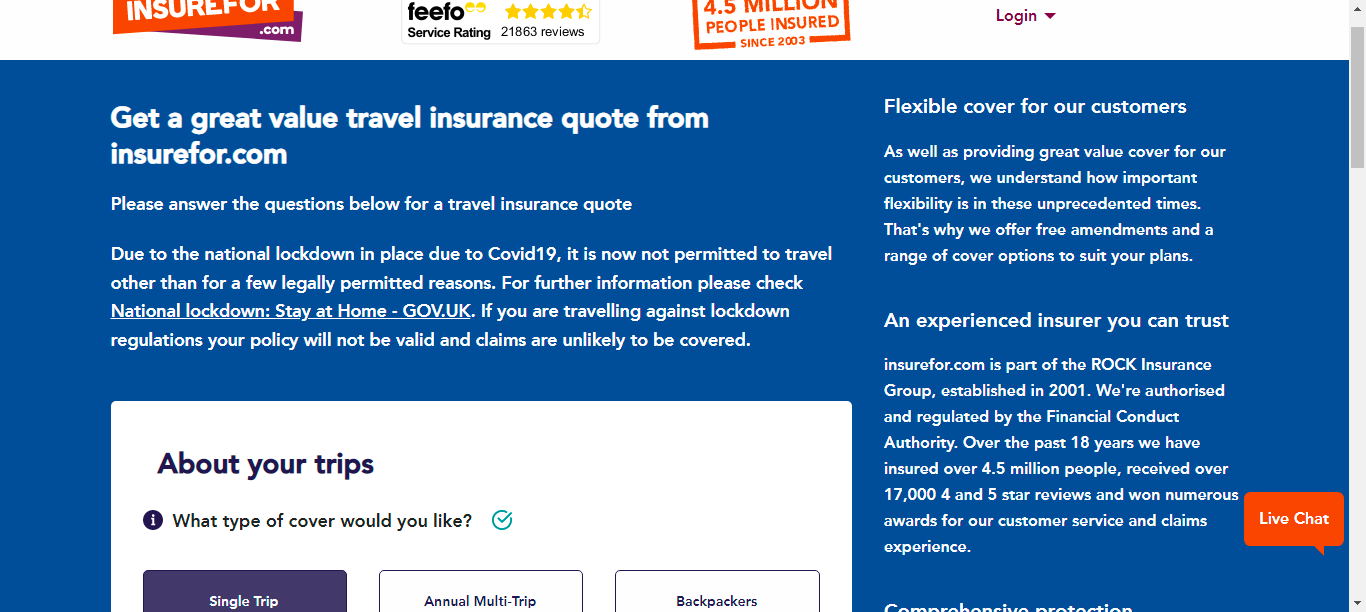 INSUREFOR
.com
feefo
Service Rating 21863 reviews
4.5 MILLION
PEOPLE INSURED
SINCE 2003
Login
Get a great value travel insurance quote from
insurefor.com
Please answer the questions below for a travel insurance quote
Due to the national lockdown in place due to Covid19, it is now not permitted to travel
other than for a few legally permitted reasons. For further information please check
National lockdown: Stay at Home - GOV.UK. If you are travelling against lockdown
regulations your policy will not be valid and claims are unlikely to be covered.
About your trips
i What type of cover would you like?
Single Trip
Annual Multi-Trip
Backpackers
Flexible cover for our customers
As well as providing great value cover for our
customers, we understand how important
flexibility is in these unprecedented times.
That's why we offer free amendments and a
range of cover options to suit your plans.
An experienced insurer you can trust
insurefor.com is part of the ROCK Insurance
Group, established in 2001. We're authorised
and regulated by the Financial Conduct
Authority. Over the past 18 years we have
insured over 4.5 million people, received over
17,000 4 and 5 star reviews and won numerous
awards for our customer service and claims
experience.
Comprehensive protection
Live Chat